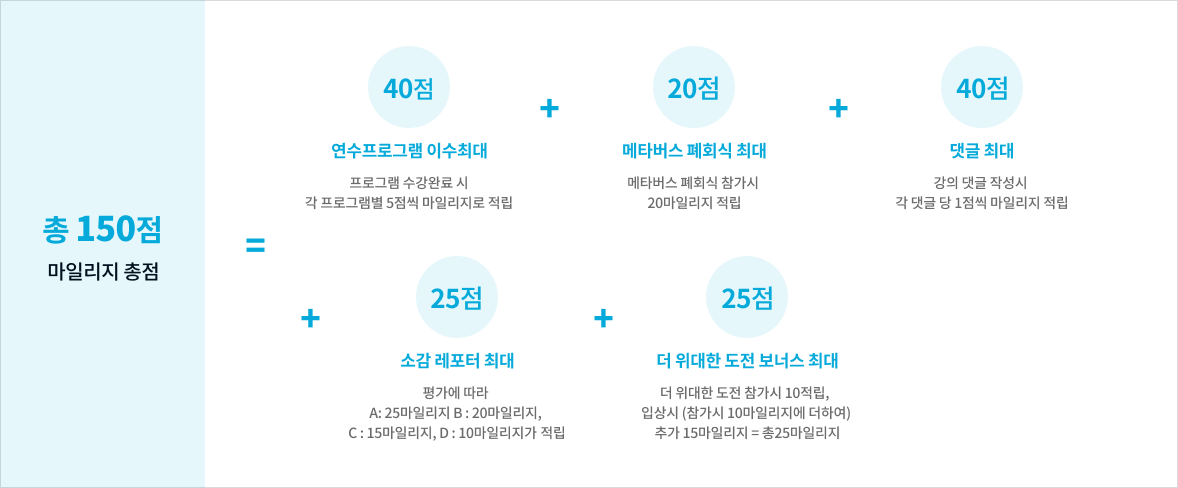 총 150점
마일리지 총점
=
40점
연수프로그램 이수최대
프로그램 수강완료 시
각 프로그램별 5점씩 마일리지로 적립
+
20점
메타버스 폐회식 최대
메타버스 폐회식 참가시
20마일리지 적립
+
40점
댓글 최대
강의 댓글 작성시
각 댓글 당 1점씩 마일리지 적립
+
25점
소감 레포터 최대
평가에 따라
A: 25마일리지 B : 20마일리지,
C : 15마일리지, D : 10마일리지가 적립
+
25점
더 위대한 도전 보너스 최대
더 위대한 도전 참가시 10적립,
입상시 (참가시 10마일리지에 더하여)
추가 15마일리지 = 총25마일리지